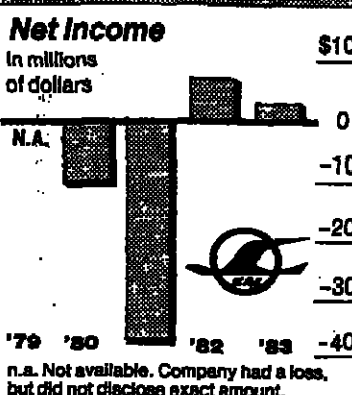 Net Income
In millions
of dollars
$10
0
N.A.
-10
-20
-30
-40
'79 '80 '82 '83
n.a. Not available. Company had a loss,
but did not disclose exact amount.